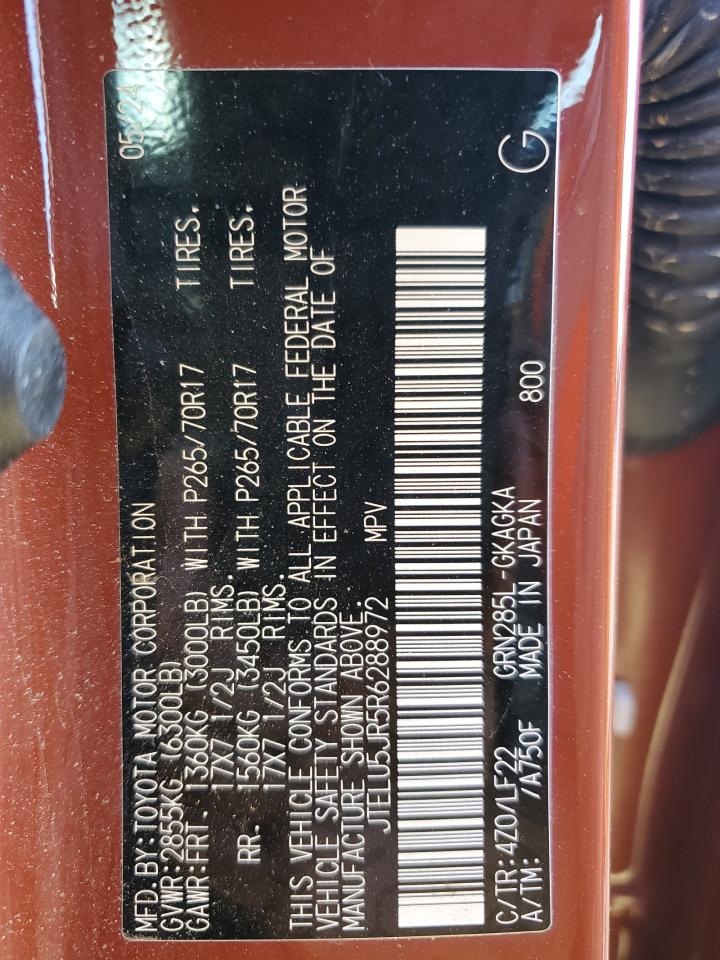 MFD. BY: TOYOTA MOTOR CORPORATION 05/24
GVWR: 2855KG (6300LB)
GAWR: FRT. 1360KG (3000LB) WITH P265/70R17 TIRES.
17X7 1/2J RIMS.
RR. 1560KG (3450LB) WITH P265/70R17 TIRES.
17X7 1/2J RIMS.
THIS VEHICLE CONFORMS TO ALL APPLICABLE FEDERAL MOTOR
VEHICLE SAFETY STANDARDS IN EFFECT ON THE DATE OF
MANUFACTURE SHOWN ABOVE.
JTELU5JR5R6288972 MPV
C/TR: 4Z0/LF22 GRN285L-GKAGKA 800 G
A/TM: /A750F MADE IN JAPAN